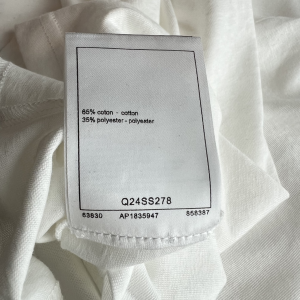 65% coton - cotton
35% polyester - polyester
Q24SS278
63830 AP1835947 858387